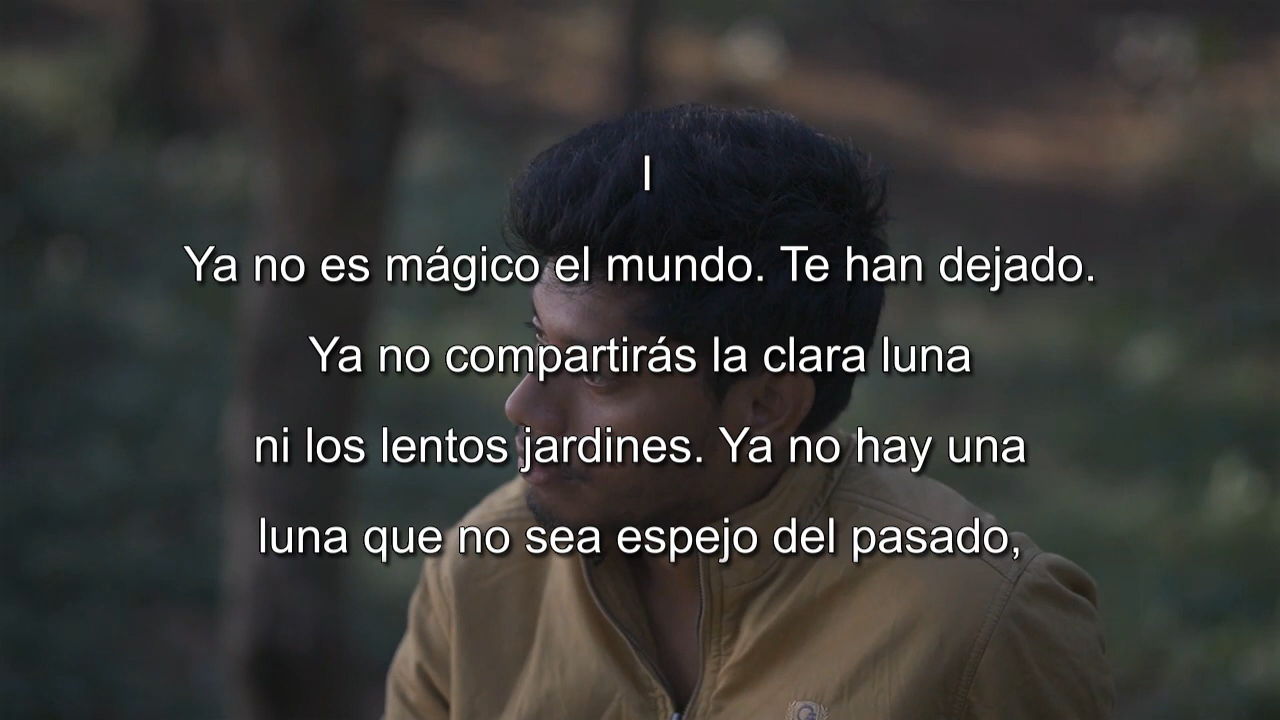 I
Ya no es mágico el mundo. Te han dejado.
Ya no compartirás la clara luna
ni los lentos jardines. Ya no hay una
luna que no sea espejo del pasado,